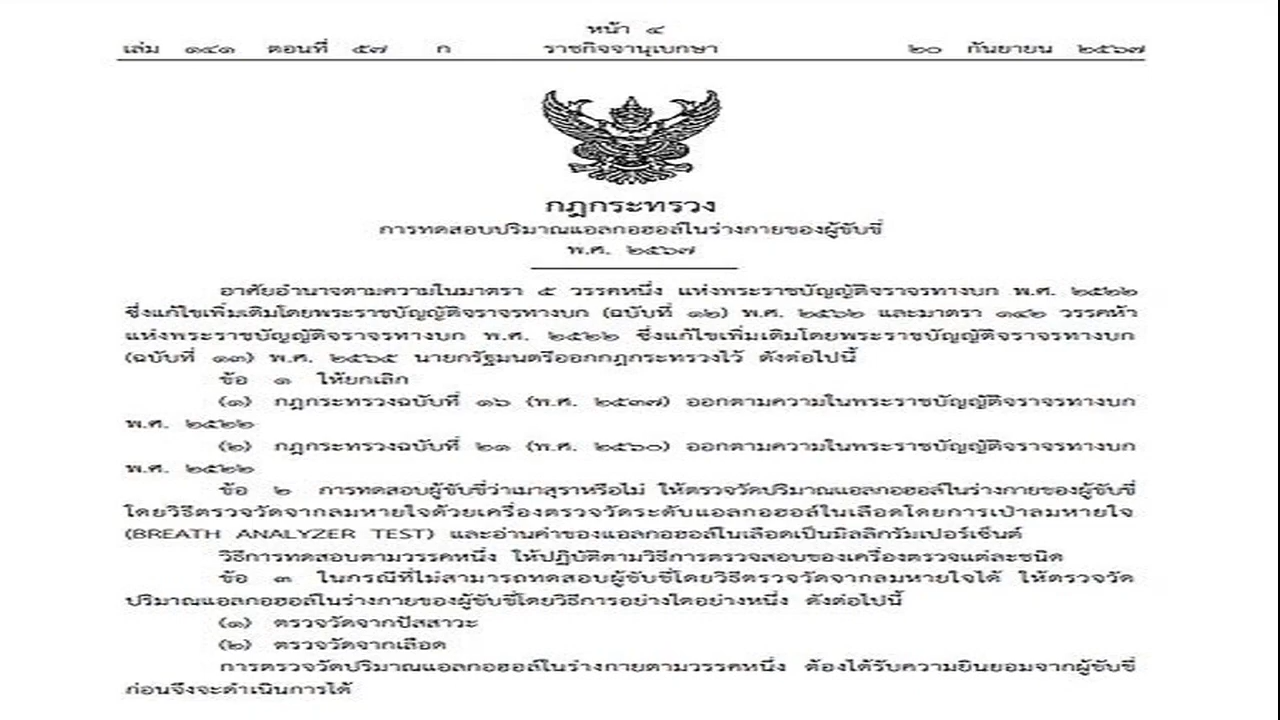 หน้า ๔
เล่ม ๑๔๑ ตอนที่ ๕๗ ก ราชกิจจานุเบกษา ๒๐ กันยายน ๒๕๖๗
กฎกระทรวง
การทดสอบปริมาณแอลกอฮอล์ในร่างกายของผู้ขับขี่
พ.ศ. ๒๕๖๗
อาศัยอำนาจตามความในมาตรา ๕ วรรคหนึ่ง แห่งพระราชบัญญัติจราจรทางบก พ.ศ. ๒๕๒๒
ซึ่งแก้ไขเพิ่มเติมโดยพระราชบัญญัติจราจรทางบก (ฉบับที่ ๑๒) พ.ศ. ๒๕๖๒ และมาตรา ๑๔๒ วรรคห้า
แห่งพระราชบัญญัติจราจรทางบก พ.ศ. ๒๕๒๒ ซึ่งแก้ไขเพิ่มเติมโดยพระราชบัญญัติจราจรทางบก
(ฉบับที่ ๑๓) พ.ศ. ๒๕๖๕ นายกรัฐมนตรีออกกฎกระทรวงไว้ ดังต่อไปนี้
ข้อ ๑ ให้ยกเลิก
(๑) กฎกระทรวงฉบับที่ ๑๖ (พ.ศ. ๒๕๓๗) ออกตามความในพระราชบัญญัติจราจรทางบก
พ.ศ. ๒๕๒๒
(๒) กฎกระทรวงฉบับที่ ๒๑ (พ.ศ. ๒๕๖๐) ออกตามความในพระราชบัญญัติจราจรทางบก
พ.ศ. ๒๕๒๒
ข้อ ๒ การทดสอบผู้ขับขี่ว่าเมาสุราหรือไม่ ให้ตรวจวัดปริมาณแอลกอฮอล์ในร่างกายของผู้ขับขี่
โดยวิธีตรวจวัดจากลมหายใจด้วยเครื่องตรวจวัดระดับแอลกอฮอล์ในเลือดโดยการเป่าลมหายใจ
(BREATH ANALYZER TEST) และอ่านค่าของแอลกอฮอล์ในเลือดเป็นมิลลิกรัมเปอร์เซ็นต์
วิธีการทดสอบตามวรรคหนึ่ง ให้ปฏิบัติตามวิธีการตรวจสอบของเครื่องตรวจแต่ละชนิด
ข้อ ๓ ในกรณีที่ไม่สามารถทดสอบผู้ขับขี่โดยวิธีตรวจวัดจากลมหายใจได้ ให้ตรวจวัด
ปริมาณแอลกอฮอล์ในร่างกายของผู้ขับขี่โดยวิธีการอย่างใดอย่างหนึ่ง ดังต่อไปนี้
(๑) ตรวจวัดจากปัสสาวะ
(๒) ตรวจวัดจากเลือด
การตรวจวัดปริมาณแอลกอฮอล์ในร่างกายตามวรรคหนึ่ง ต้องได้รับความยินยอมจากผู้ขับขี่
ก่อนจึงจะดำเนินการได้